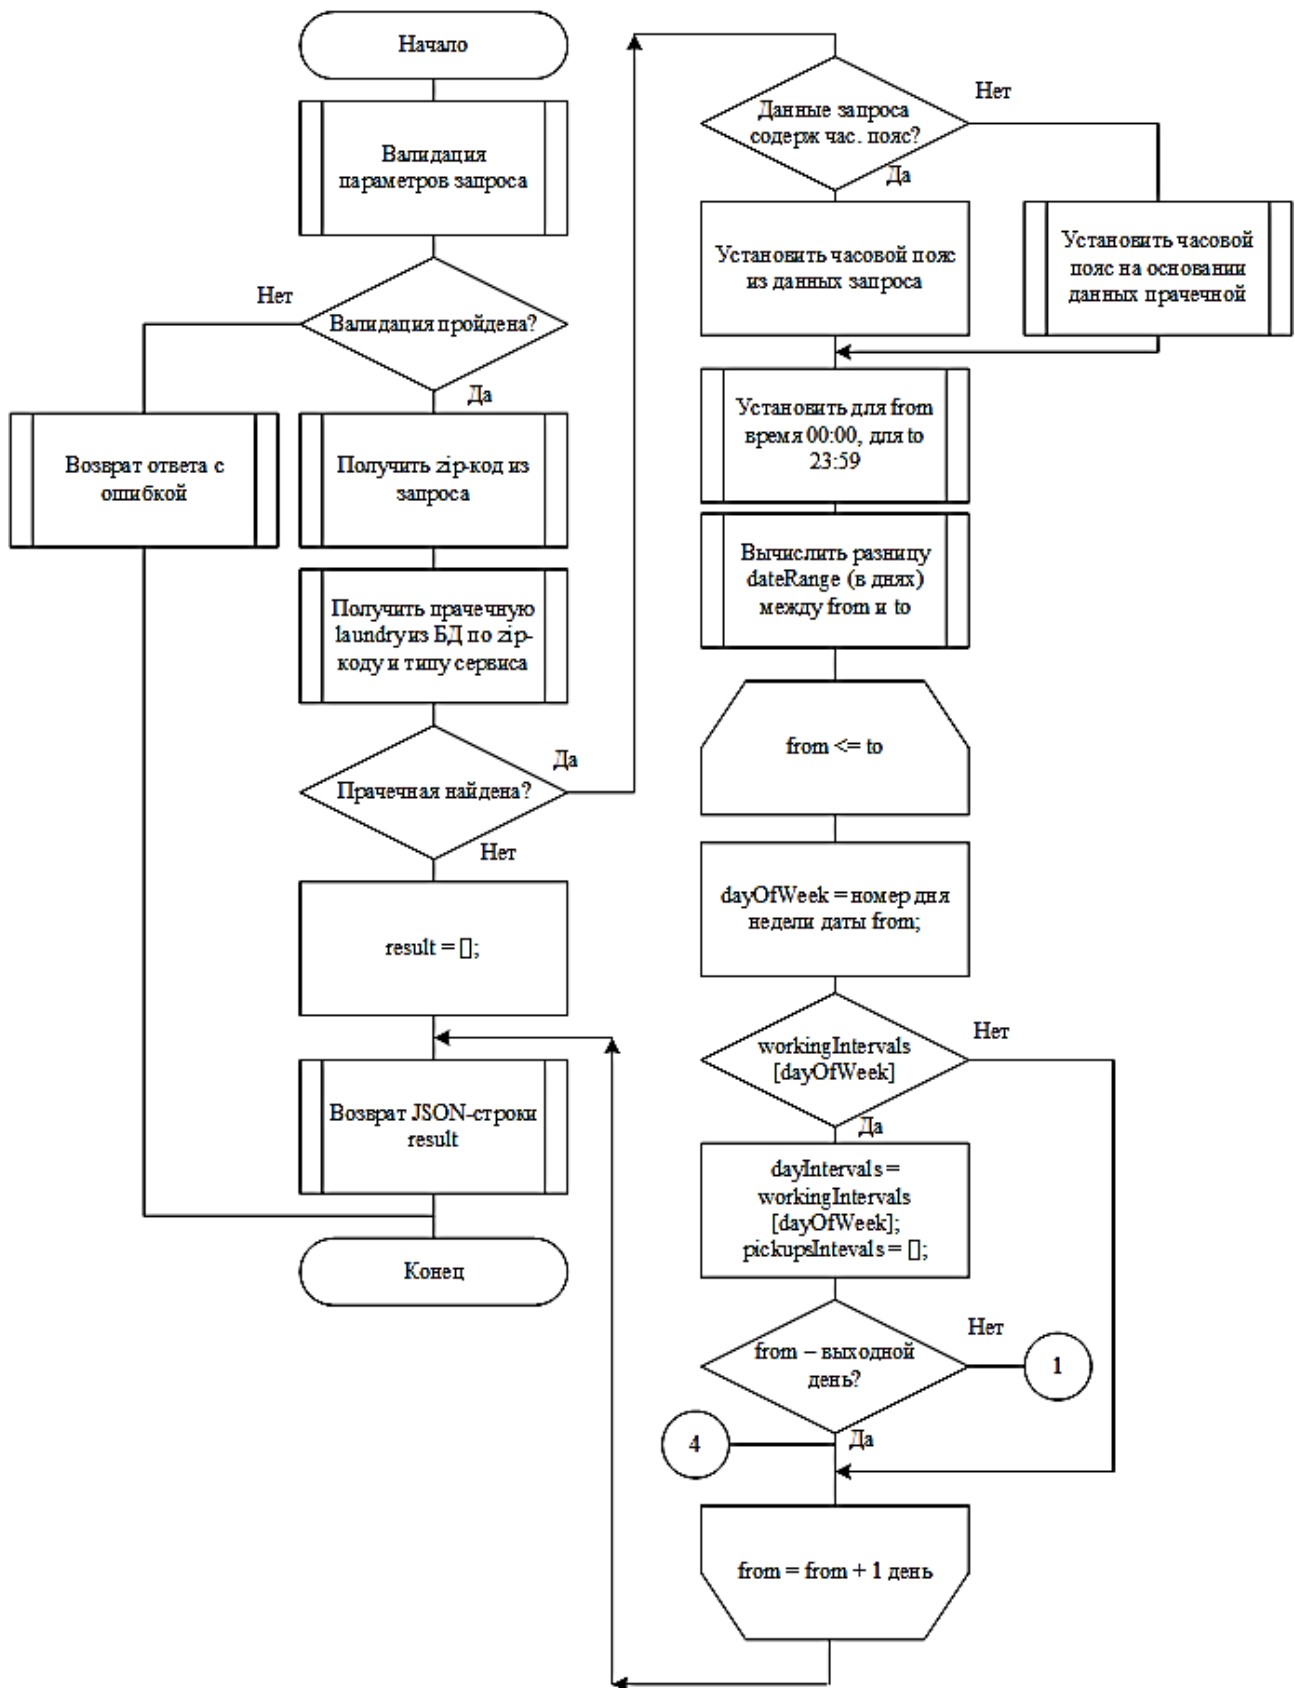 Начало
Валидация
параметров запроса
Нет
Валидация пройдена?
Да
Возврат ответа с
ошибкой
Получить zip-код из
запроса
Получить прачечную
laundry из БД по zip-
коду и типу сервиса
Да
Прачечная найдена?
Нет
result = [];
Возврат JSON-строки
result
Конец
Данные запроса
содерж час. пояс?
Нет
Да
Установить часовой пояс
из данных запроса
Установить часовой
пояс на основании
данных прачечной
Установить для from
время 00:00, для to
23:59
Вычислить разницу
dateRange (в днях)
между from и to
from <= to
dayOfWeek = номер дня
недели даты from;
workingIntervals
[dayOfWeek]
Нет
Да
dayIntervals =
workingIntervals
[dayOfWeek];
pickupsIntevals = [];
from – выходной
день?
Нет
1
4
Да
from = from + 1 день